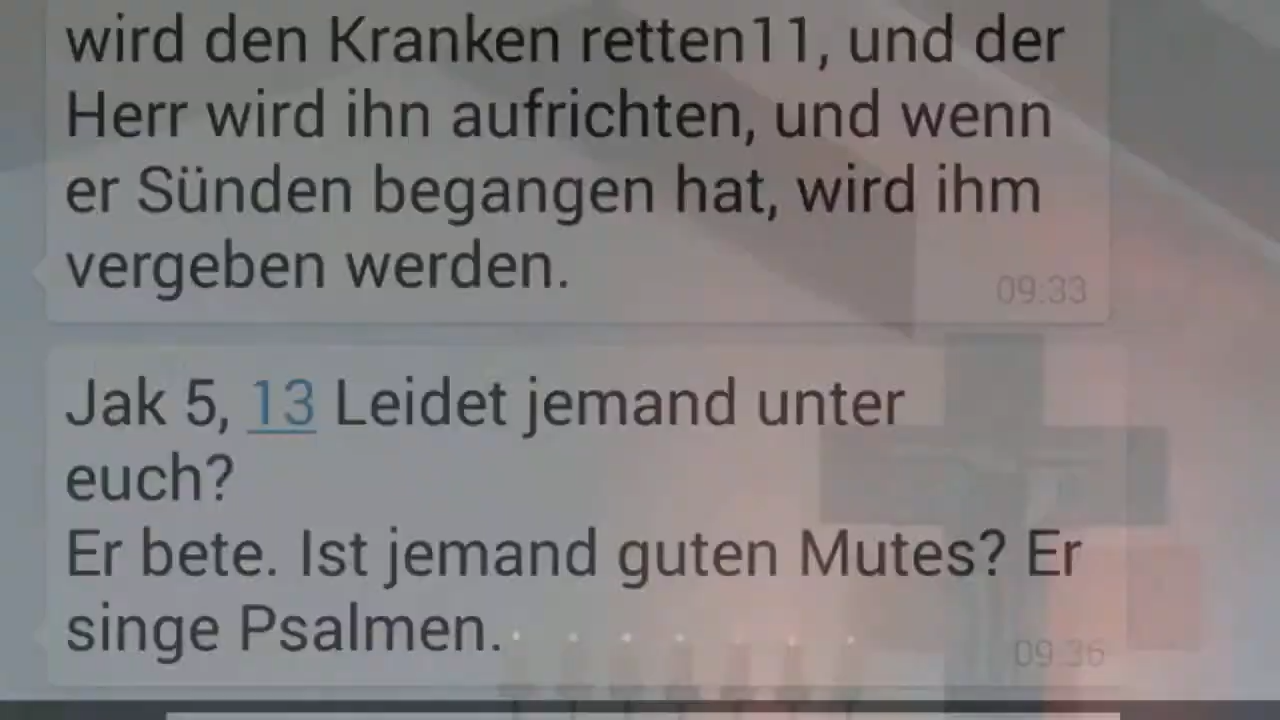 wird den Kranken retten11, und der
Herr wird ihn aufrichten, und wenn
er Sünden begangen hat, wird ihm
vergeben werden.
09:33
Jak 5, 13 Leidet jemand unter
euch?
Er bete. Ist jemand guten Mutes? Er
singe Psalmen.
09:36